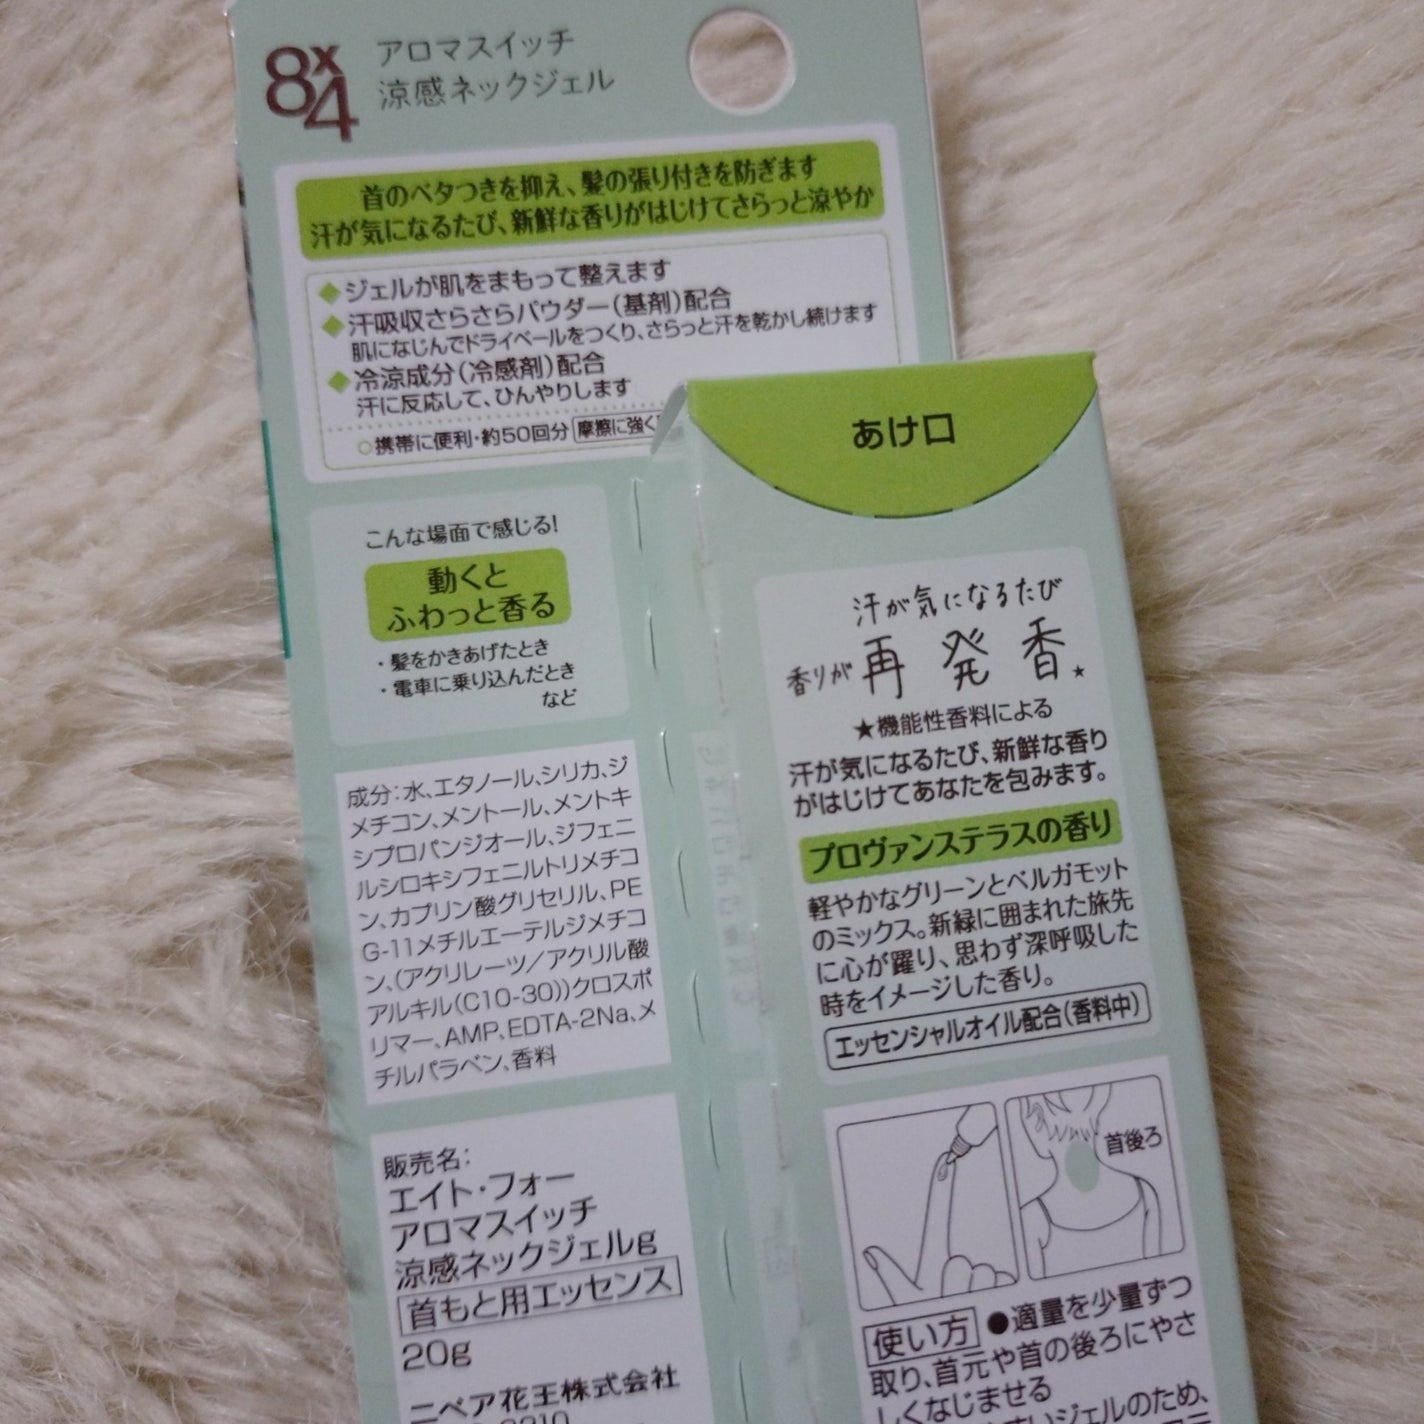 8x4
アロマスイッチ
涼感ネックジェル
首のベタつきを抑え、髪の張り付きを防ぎます
汗が気になるたび、新鮮な香りがはじけてさらっと涼やか
◆ジェルが肌をまもって整えます
◆汗吸収さらさらパウダー(基剤)配合
肌になじんでドライベールをつくり、さらっと汗を乾かし続けます
◆冷涼成分(冷感剤)配合
汗に反応して、ひんやりします
○携帯に便利・約50回分 摩擦に強く
こんな場面で感じる!
動くと
ふわっと香る
・髪をかきあげたとき
・電車に乗り込んだとき
など
成分:水、エタノール、シリカ、ジ
メチコン、メントール、メントキ
シプロパンジオール、ジフェニ
ルシロキシフェニルトリメチコ
ン、カプリン酸グリセリル、PE
G-11メチルエーテルジメチコ
ン、(アクリレーツ/アクリル酸
アルキル(C10-30))クロスポ
リマー、AMP、EDTA-2Na、メ
チルパラベン、香料
販売名:
エイト・フォー
アロマスイッチ
涼感ネックジェルg
首もと用エッセンス
20g
ニベア花王株式会社
あけ口
汗が気になるたび
香りが再発香★
★機能性香料による
汗が気になるたび、新鮮な香り
がはじけてあなたを包みます。
プロヴァンステラスの香り
軽やかなグリーンとベルガモット
のミックス。新緑に囲まれた旅先
に心が躍り、思わず深呼吸した
時をイメージした香り。
エッセンシャルオイル配合(香料中)
首後ろ
使い方 ●適量を少量ずつ
取り、首元や首の後ろにやさ
しくなじませる
すいジェルのため、